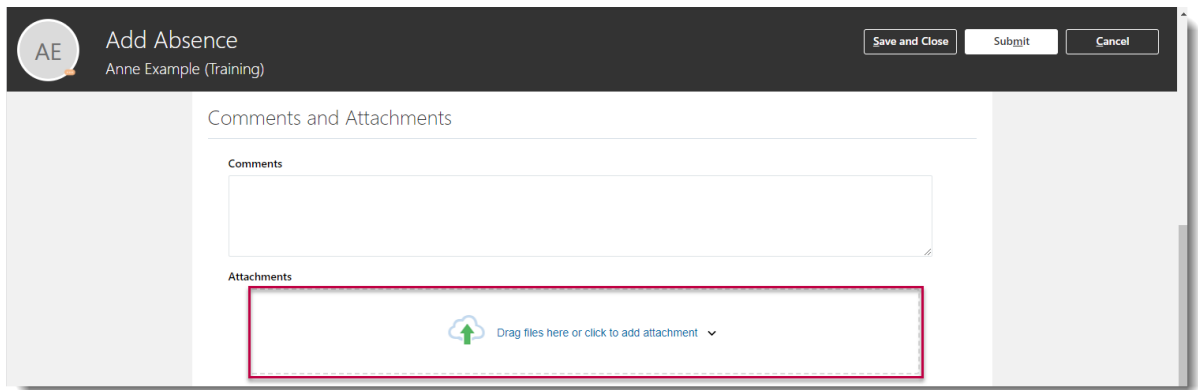 AE
Add Absence
Anne Example (Training)
Save and Close
Submit
Cancel
Comments and Attachments
Comments
Attachments
Drag files here or click to add attachment